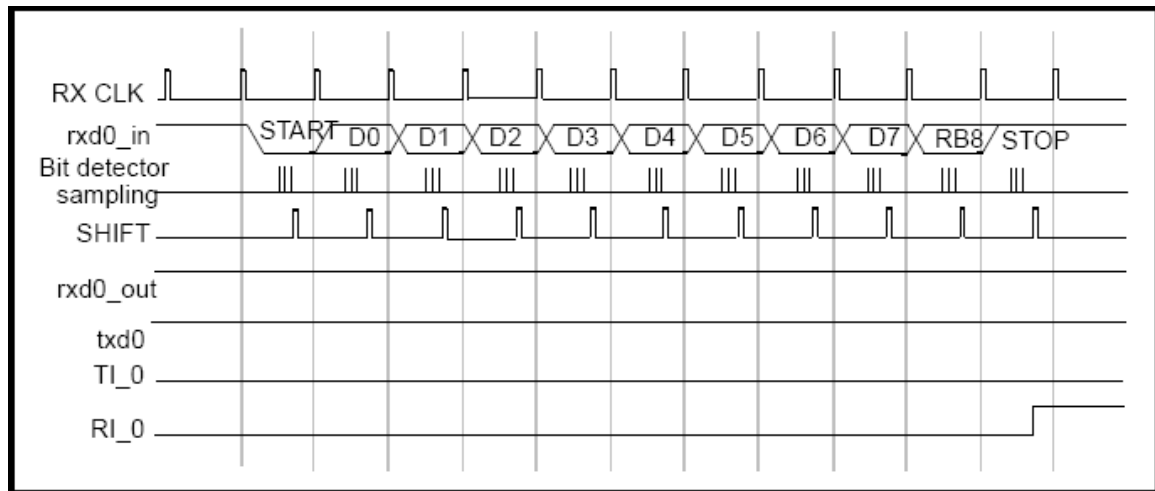 RX CLK
rxd0_in START D0 D1 D2 D3 D4 D5 D6 D7 RB8 STOP
Bit detector
sampling
SHIFT
rxd0_out
txd0
TI_0
RI_0